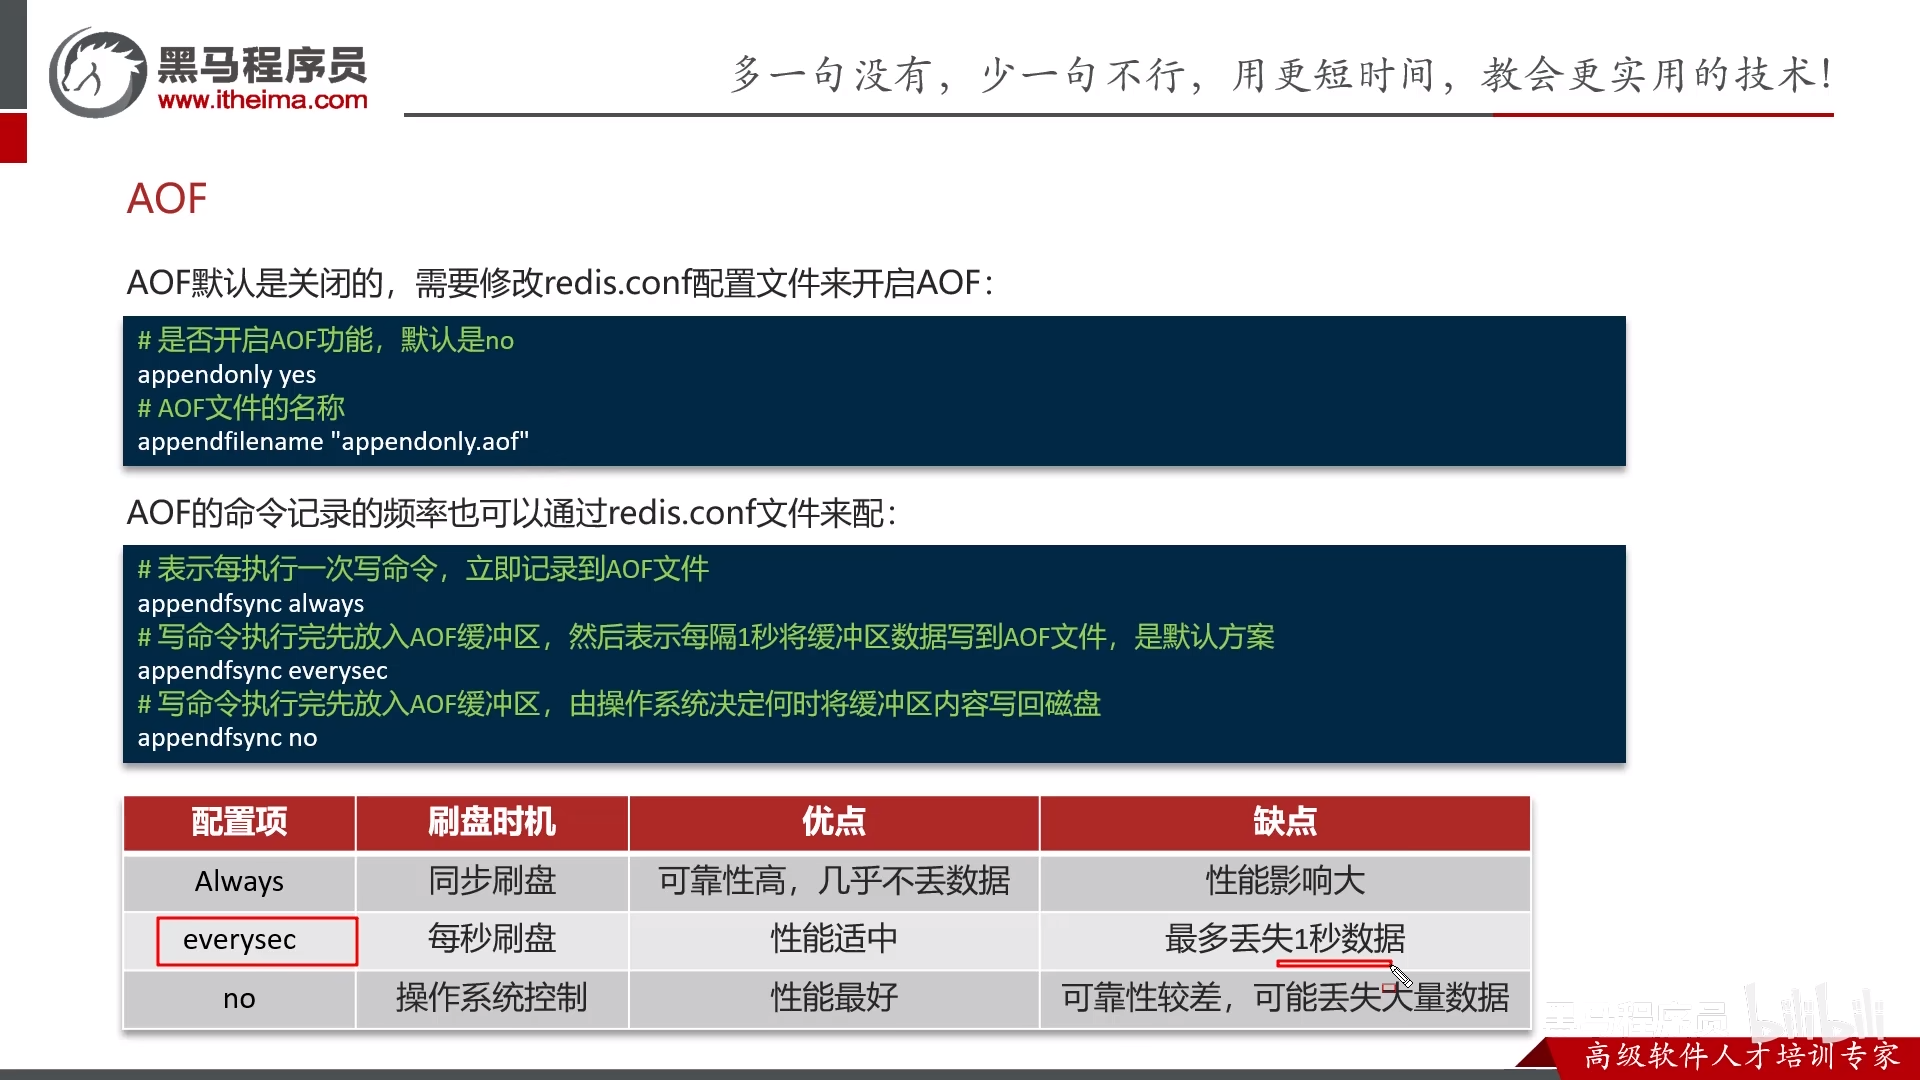 黑马程序员
www.itheima.com
多一句没有，少一句不行，用更短时间，教会更实用的技术！
AOF
AOF默认是关闭的，需要修改redis.conf配置文件来开启AOF：
# 是否开启AOF功能，默认是no
appendonly yes
# AOF文件的名称
appendfilename "appendonly.aof"
AOF的命令记录的频率也可以通过redis.conf文件来配：
# 表示每执行一次写命令，立即记录到AOF文件
appendfsync always
# 写命令执行完先放入AOF缓冲区，然后表示每隔1秒将缓冲区数据写到AOF文件，是默认方案
appendfsync everysec
# 写命令执行完先放入AOF缓冲区，由操作系统决定何时将缓冲区内容写回磁盘
appendfsync no
配置项 刷盘时机 优点 缺点
Always 同步刷盘 可靠性高，几乎不丢数据 性能影响大
everysec 每秒刷盘 性能适中 最多丢失1秒数据
no 操作系统控制 性能最好 可靠性较差，可能丢失大量数据
黑马程序员 bilibili
高级软件人才培训专家